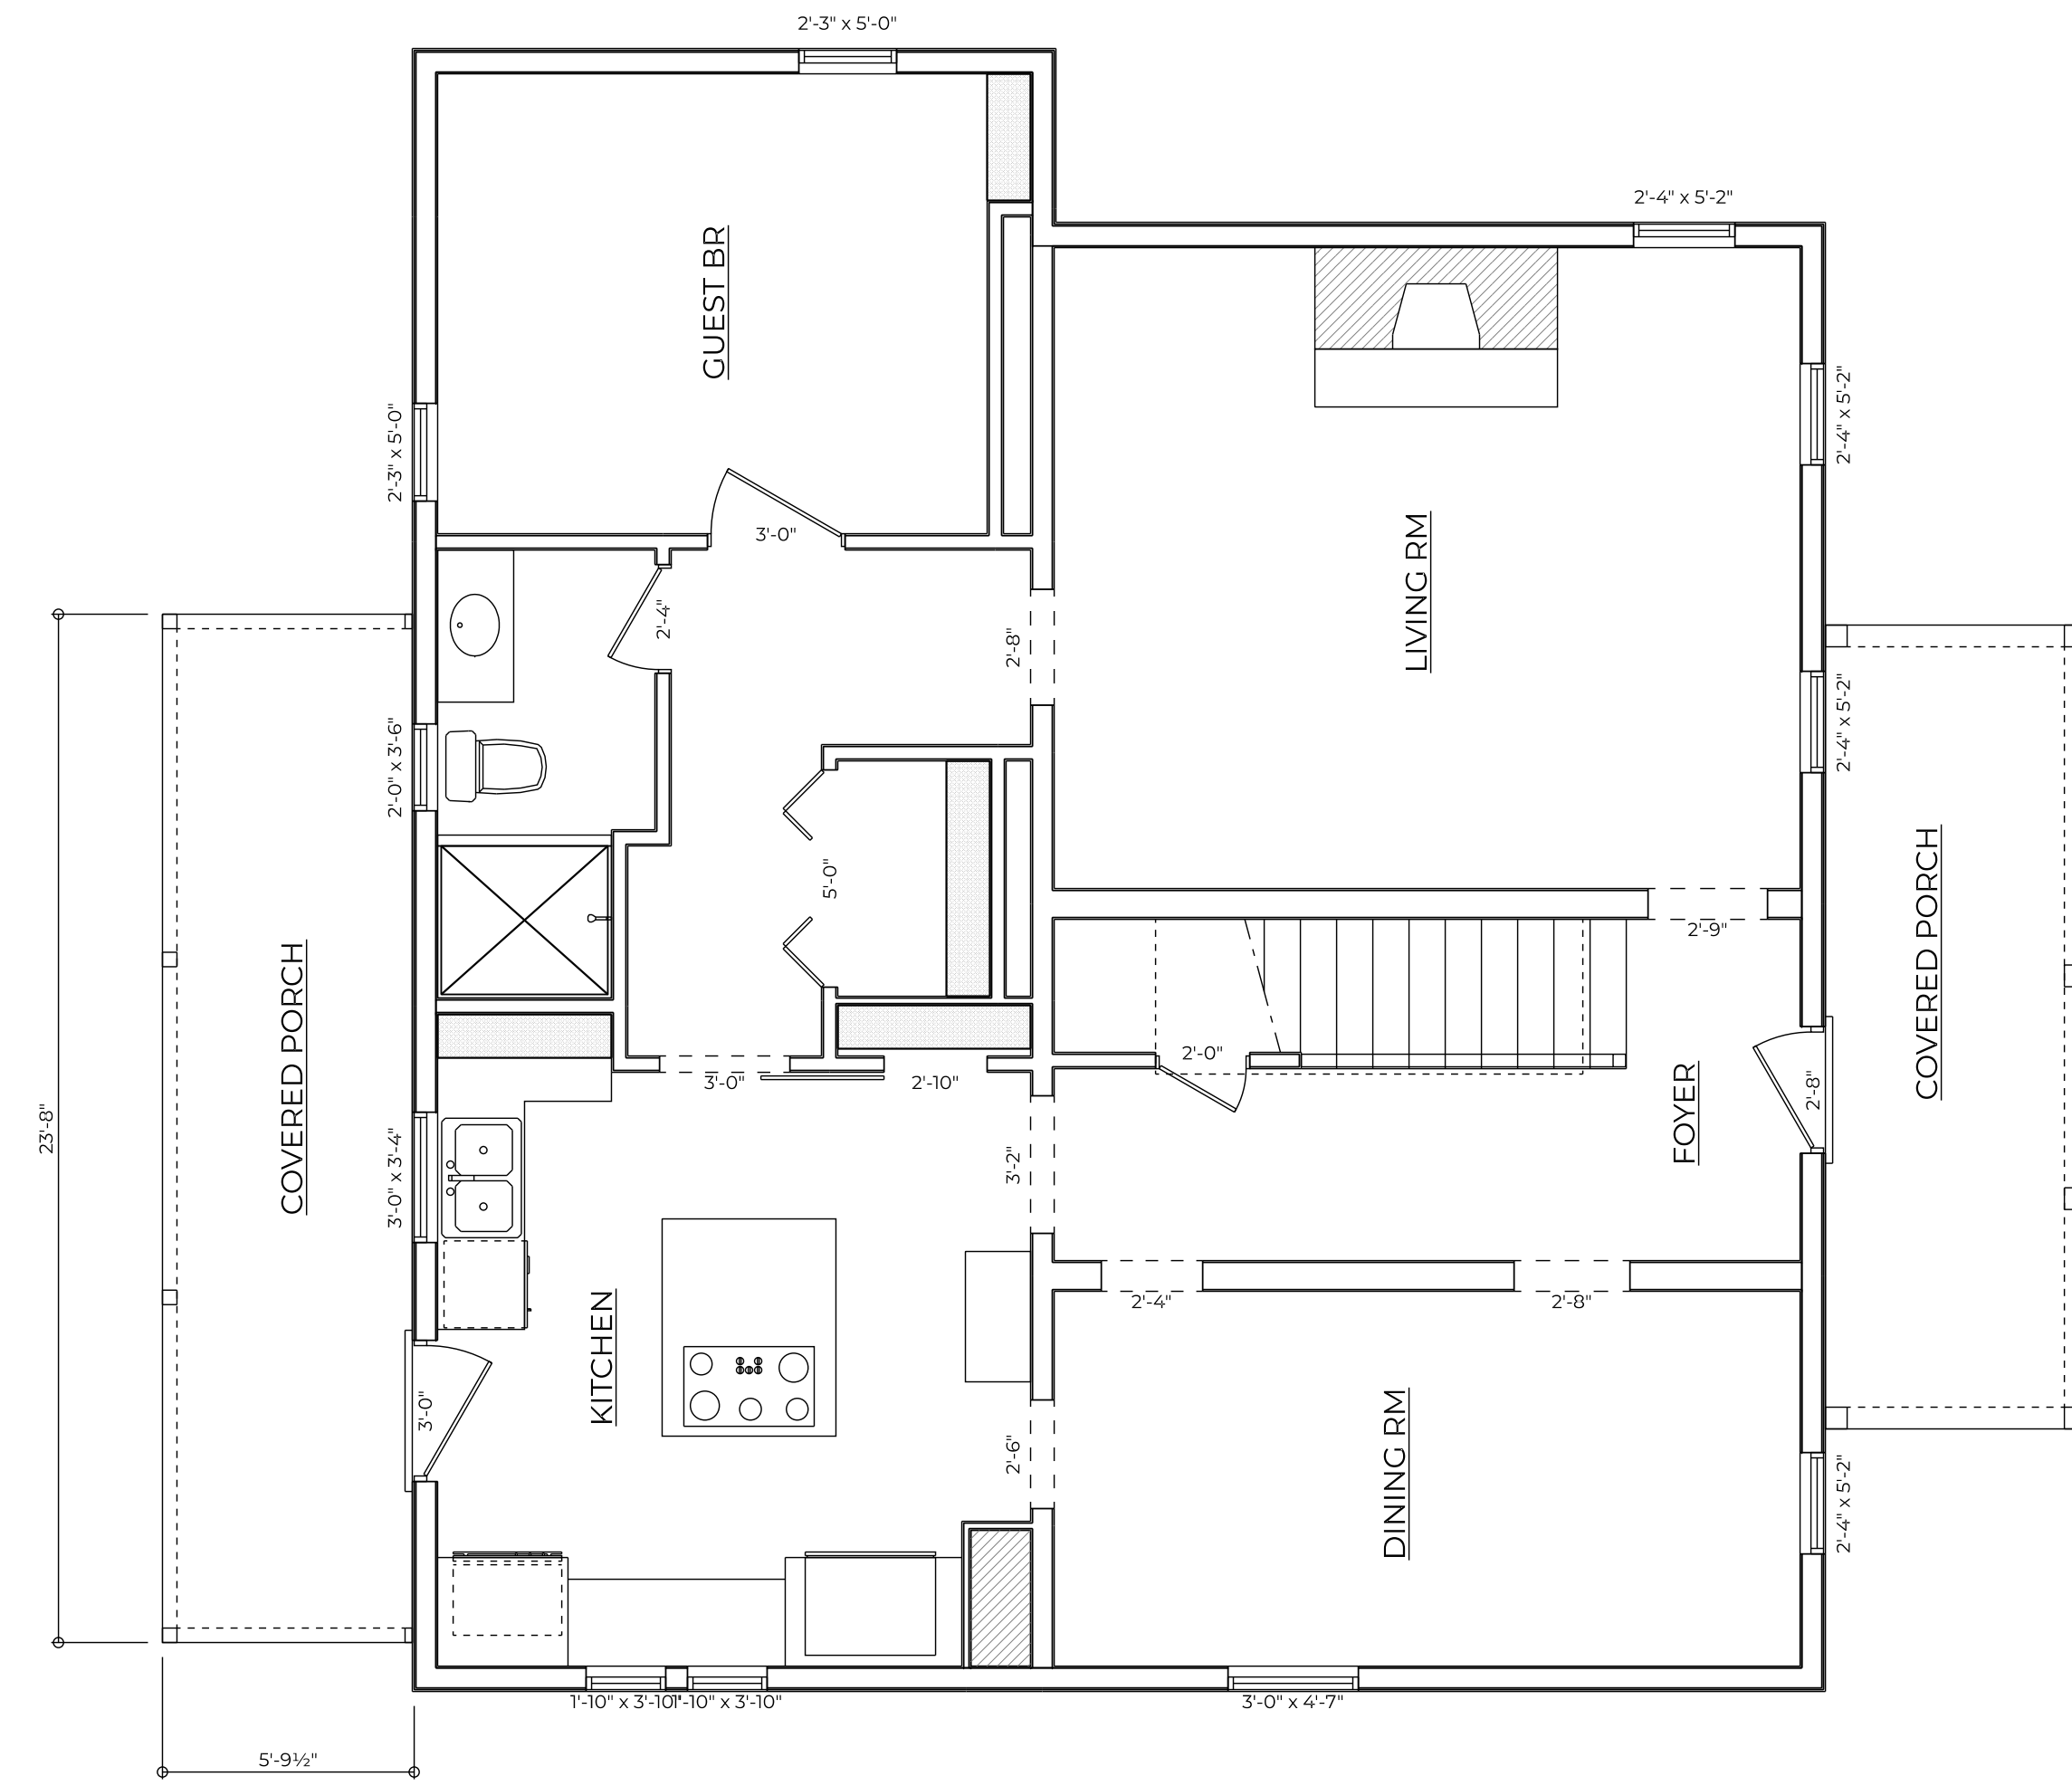 2'-3" x 5'-0"
2'-4" x 5'-2"
GUEST BR
2'-3" x 5'-0"
2'-4" x 5'-2"
3'-0"
LIVING RM
2'-4"
2'-8"
2'-0" x 3'-6"
2'-4" x 5'-2"
5'-0"
COVERED PORCH
2'-9"
COVERED PORCH
2'-0"
3'-0"
2'-10"
2'-8"
FOYER
23'-8"
3'-0" x 3'-4"
3'-2"
2'-4"
2'-8"
KITCHEN
3'-0"
2'-6"
DINING RM
2'-4" x 5'-2"
1'-10" x 3'-10"
1'-10" x 3'-10"
3'-0" x 4'-7"
5'-9½"